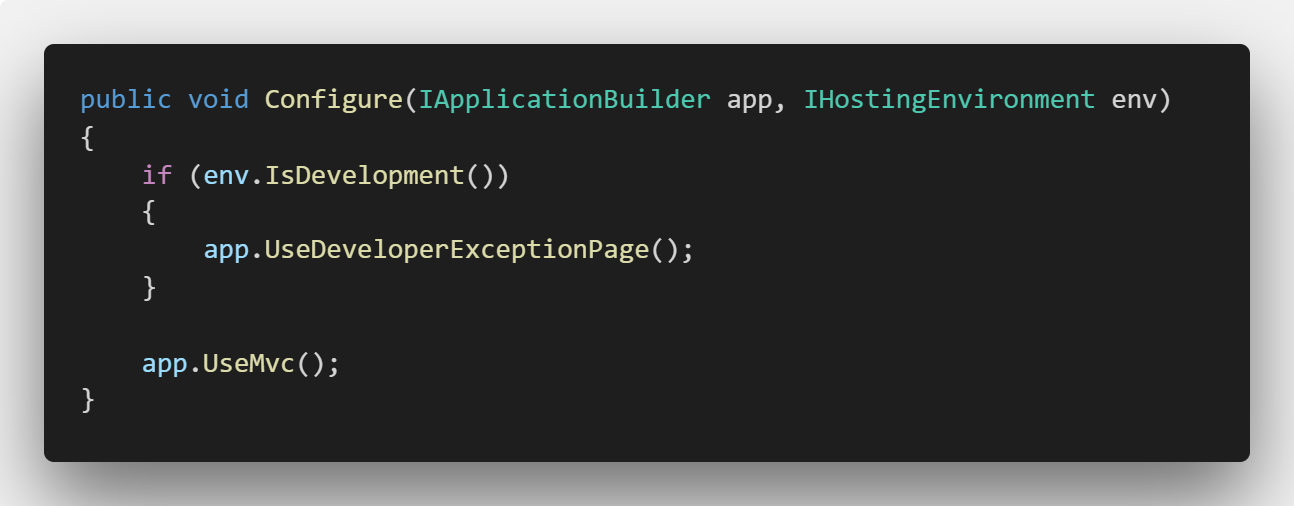 public void Configure(IApplicationBuilder app, IHostingEnvironment env)
{
    if (env.IsDevelopment())
    {
        app.UseDeveloperExceptionPage();
    }

    app.UseMvc();
}